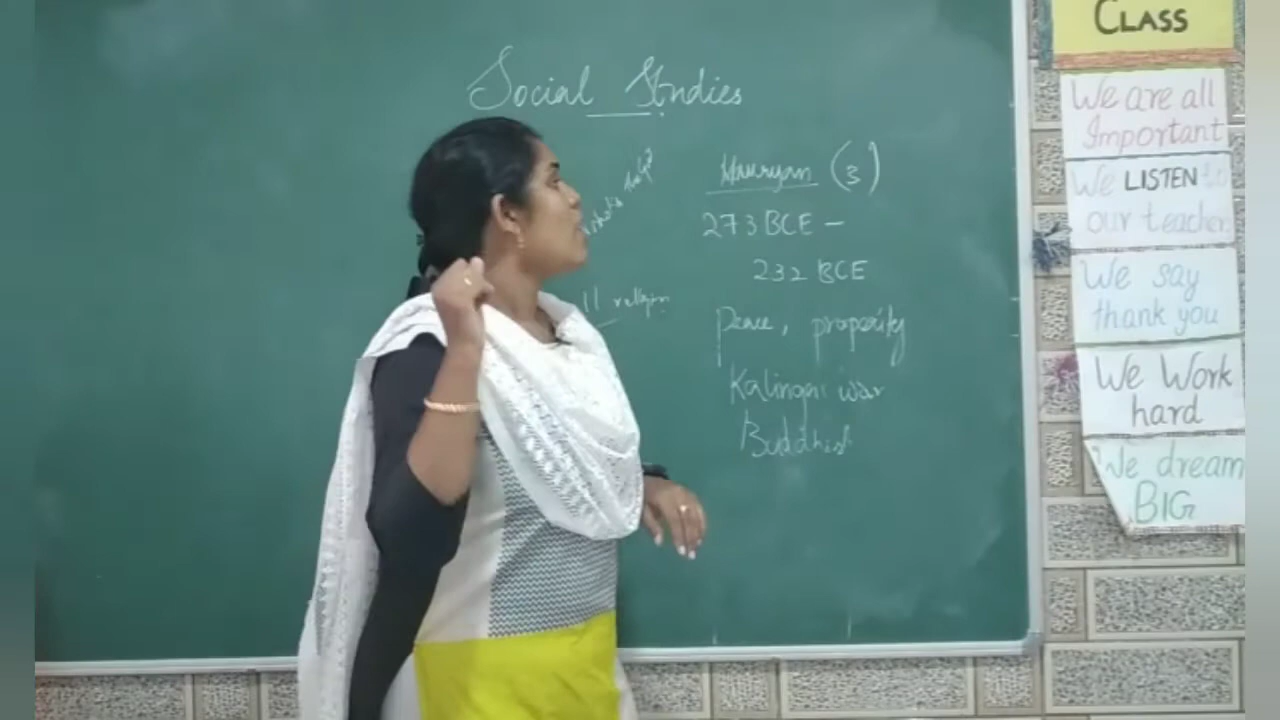 Social Studies
Mauryan (3)
273 BCE –
232 BCE
Peace, properity
Kalinga war
Buddhist
CLASS
We are all
Important
We LISTEN to
our teacher
We say
thank you
We Work
hard
We dream
BIG